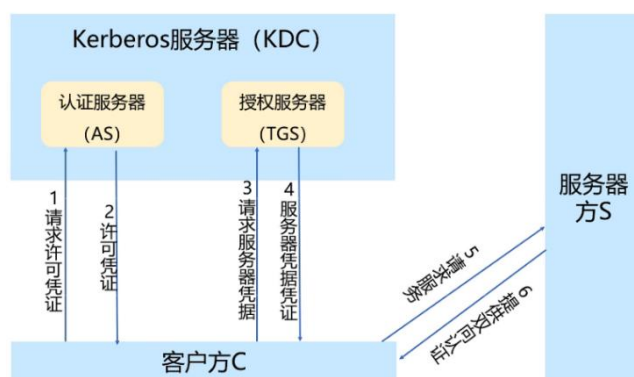 Kerberos服务器（KDC）
认证服务器
（AS）
授权服务器
（TGS）
1请求许可凭证
2许可凭证
3请求服务器凭据
4服务器凭据凭证
服务器
方S
5请求服务
6提供双向认证
客户方C